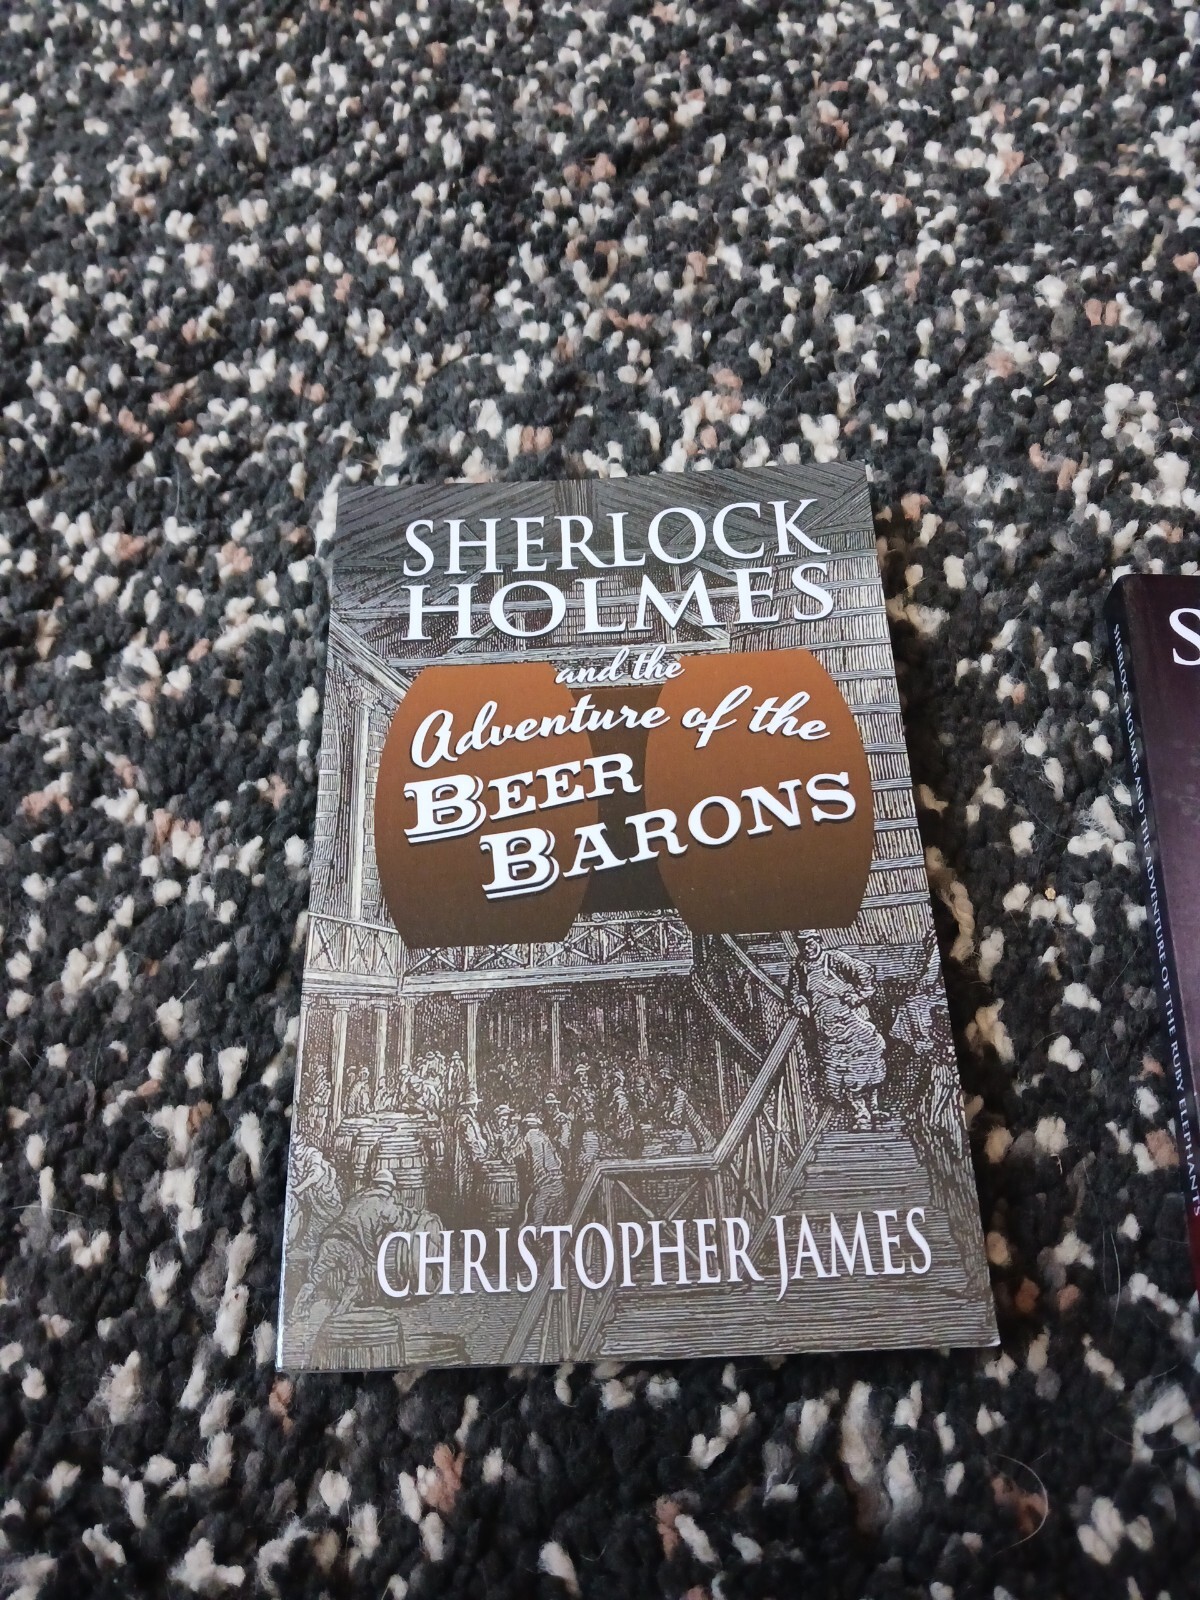 SHERLOCK
HOLMES
and the
Adventure of the
BEER
BARONS
CHRISTOPHER JAMES
S
SHERLOCK HOLMES AND THE ADVENTURE OF THE RUBY ELEPHANTS